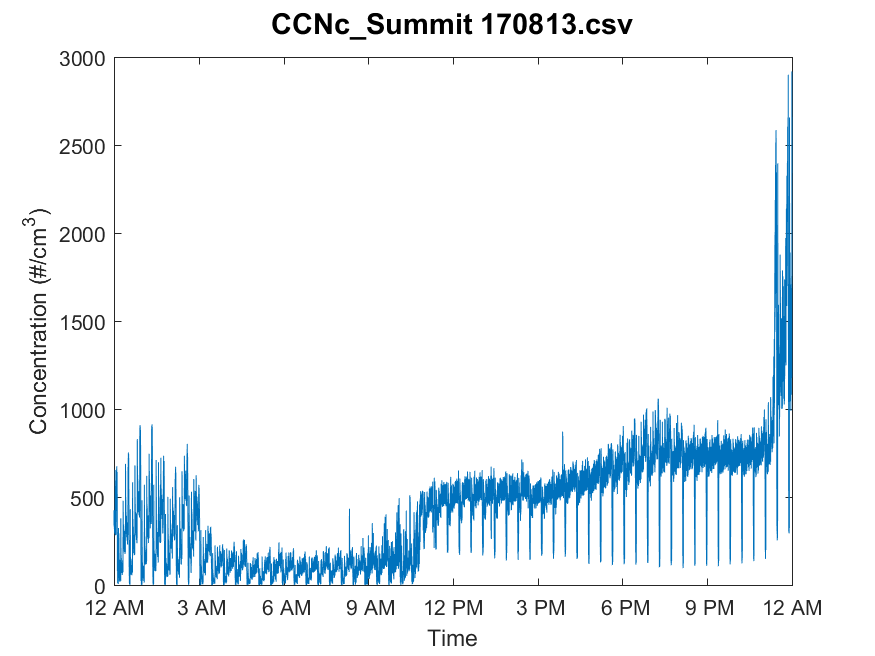 CCNc_Summit 170813.csv
3000
2500
2000
1500
1000
500
0
Concentration (#/cm³)
12 AM 3 AM 6 AM 9 AM 12 PM 3 PM 6 PM 9 PM 12 AM
Time